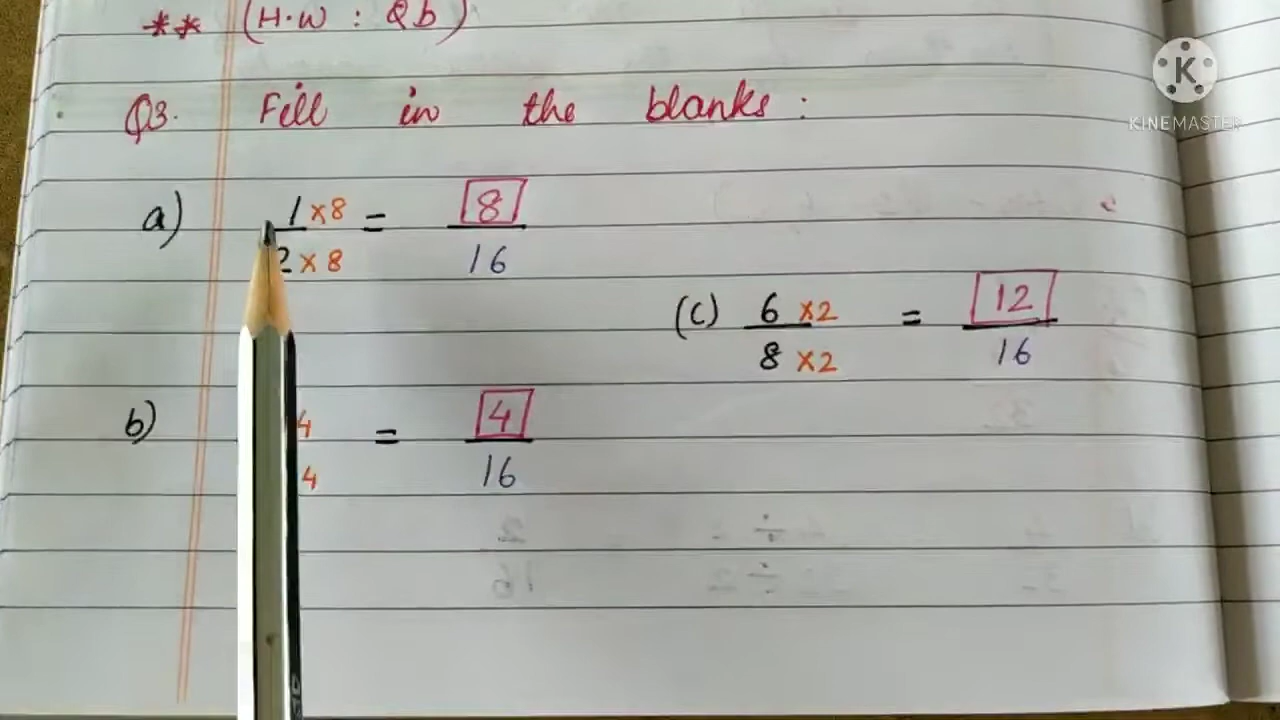 ** (H.W : Qb)
Q3. Fill in the blanks :
a) 1 ×8 = 8
2 × 8 16
(C) 6 ×2 = 12
8 ×2 16
b) 4 = 4
4 16
K
KINEMASTER